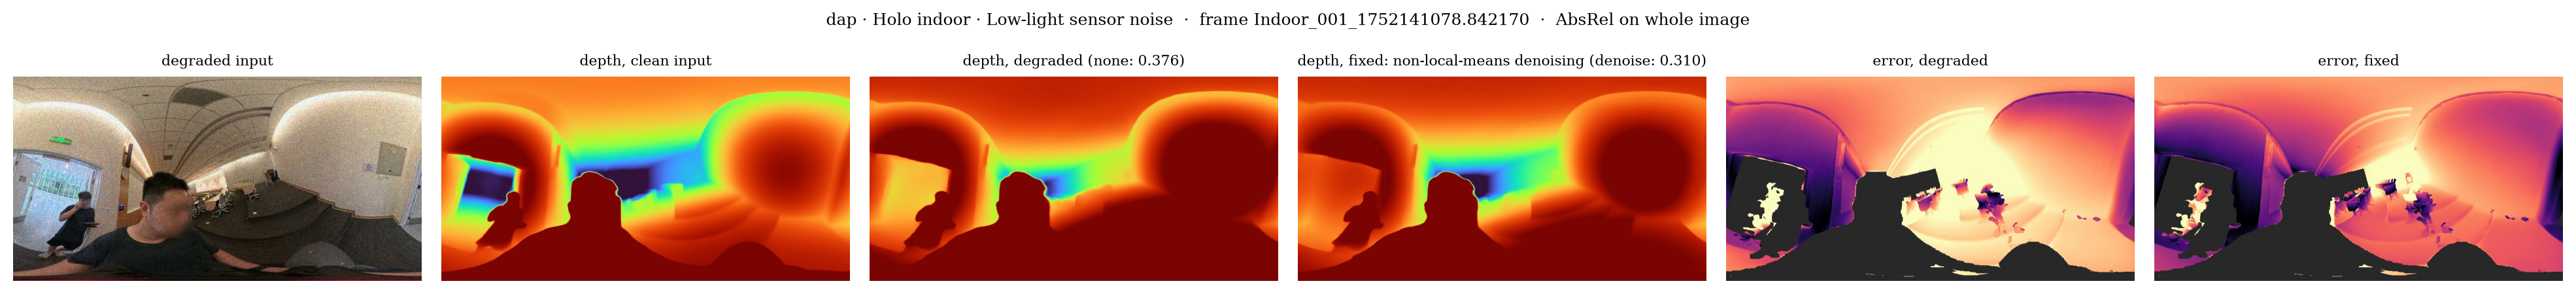 dap · Holo indoor · Low-light sensor noise · frame Indoor_001_1752141078.842170 · AbsRel on whole image
degraded input
depth, clean input
depth, degraded (none: 0.376)
depth, fixed: non-local-means denoising (denoise: 0.310)
error, degraded
error, fixed